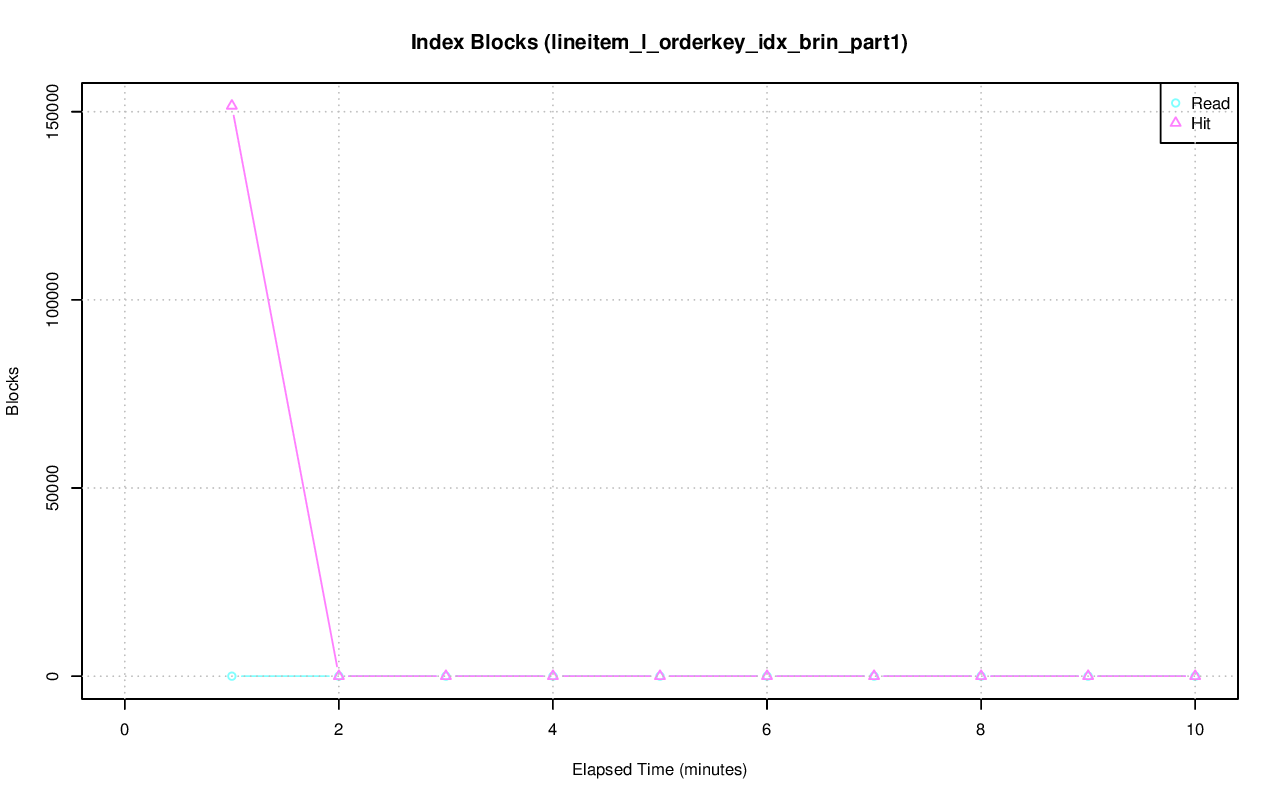 Index Blocks (lineitem_l_orderkey_idx_brin_part1)
Read
Hit
150000
100000
50000
0
Blocks
0 2 4 6 8 10
Elapsed Time (minutes)